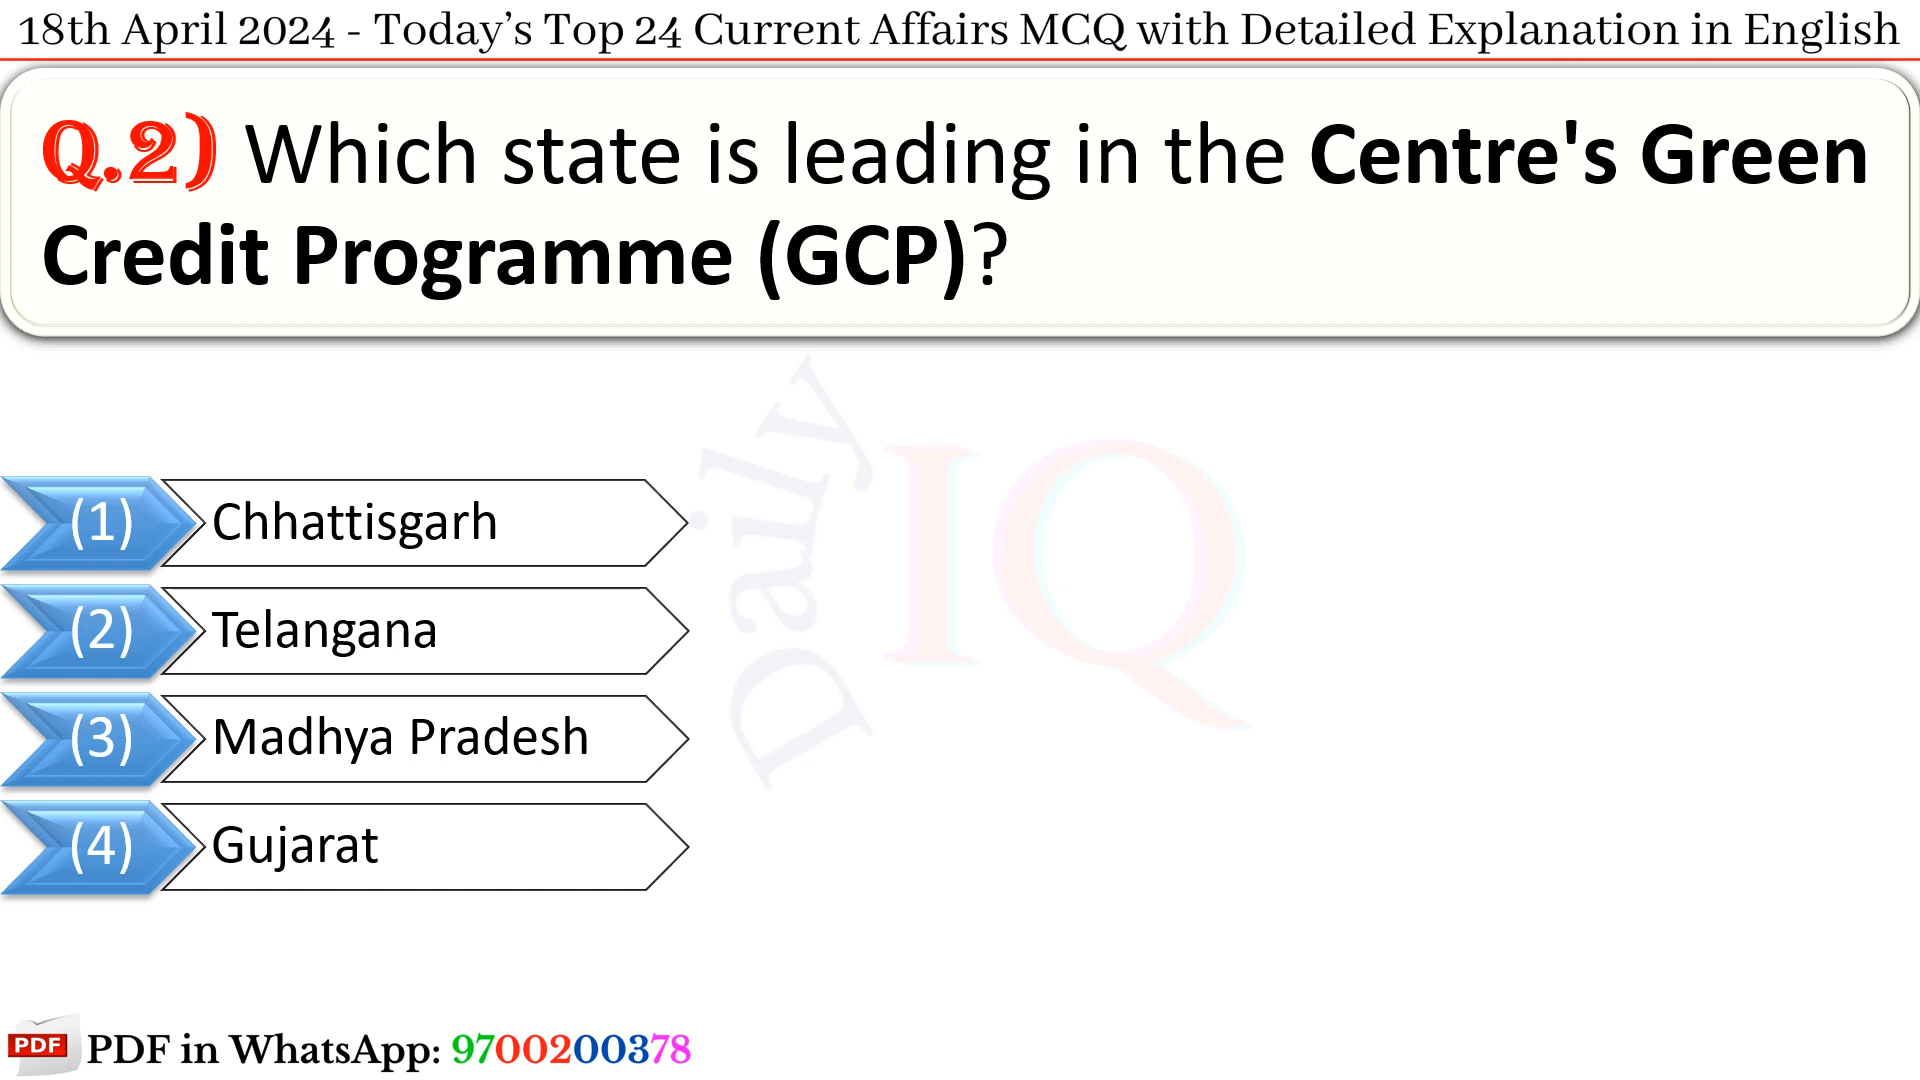 18th April 2024 - Today’s Top 24 Current Affairs MCQ with Detailed Explanation in English
Q.2) Which state is leading in the Centre's Green
Credit Programme (GCP)?
Daily IQ
(1) Chhattisgarh
(2) Telangana
(3) Madhya Pradesh
(4) Gujarat
PDF PDF in WhatsApp: 9700200378